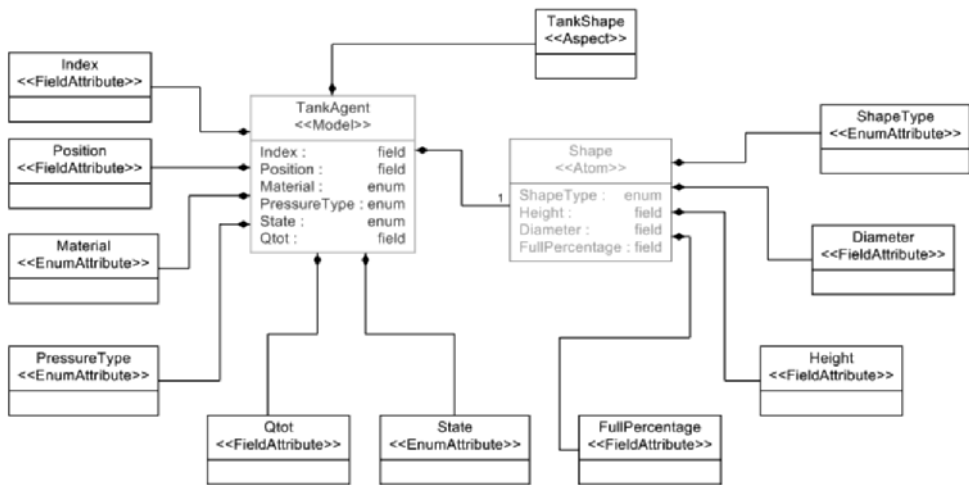 TankShape
<<Aspect>>
Index
<<FieldAttribute>>
TankAgent
<<Model>>
Index : field
Position : field
Material : enum
PressureType : enum
State : enum
Qtot : field
ShapeType
<<EnumAttribute>>
Position
<<FieldAttribute>>
Shape
<<Atom>>
ShapeType : enum
Height : field
Diameter : field
FullPercentage : field
1
Material
<<EnumAttribute>>
Diameter
<<FieldAttribute>>
PressureType
<<EnumAttribute>>
Height
<<FieldAttribute>>
Qtot
<<FieldAttribute>>
State
<<EnumAttribute>>
FullPercentage
<<FieldAttribute>>